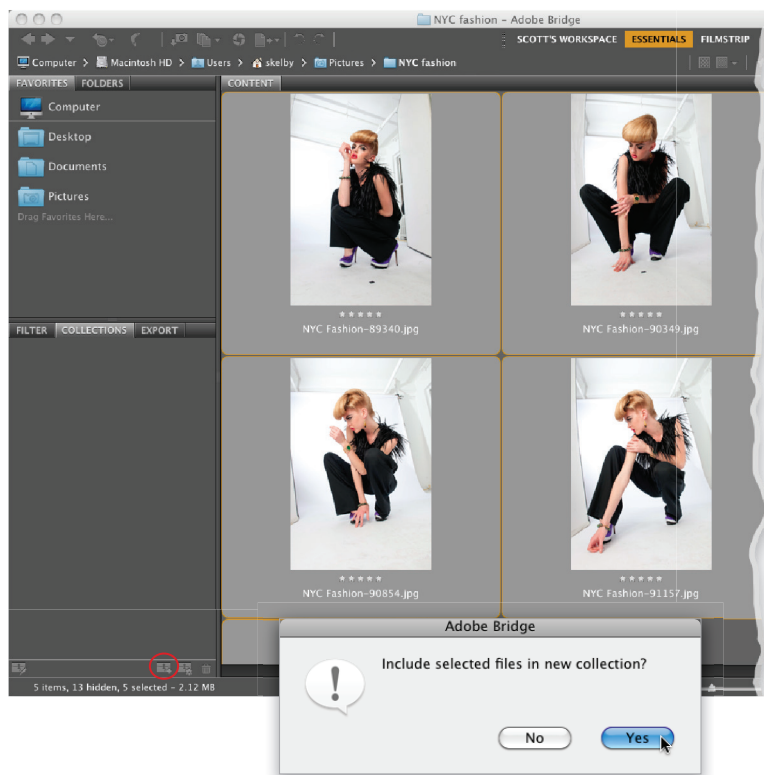 NYC fashion – Adobe Bridge
SCOTT'S WORKSPACE ESSENTIALS FILMSTRIP
Computer > Macintosh HD > Users > skelby > Pictures > NYC fashion
FAVORITES FOLDERS
Computer
Desktop
Documents
Pictures
Drag Favorites Here...
FILTER COLLECTIONS EXPORT
CONTENT
NYC Fashion-89340.jpg
NYC Fashion-90349.jpg
NYC Fashion-90854.jpg
NYC Fashion-91157.jpg
5 items, 13 hidden, 5 selected – 2.12 MB
Adobe Bridge
Include selected files in new collection?
No Yes